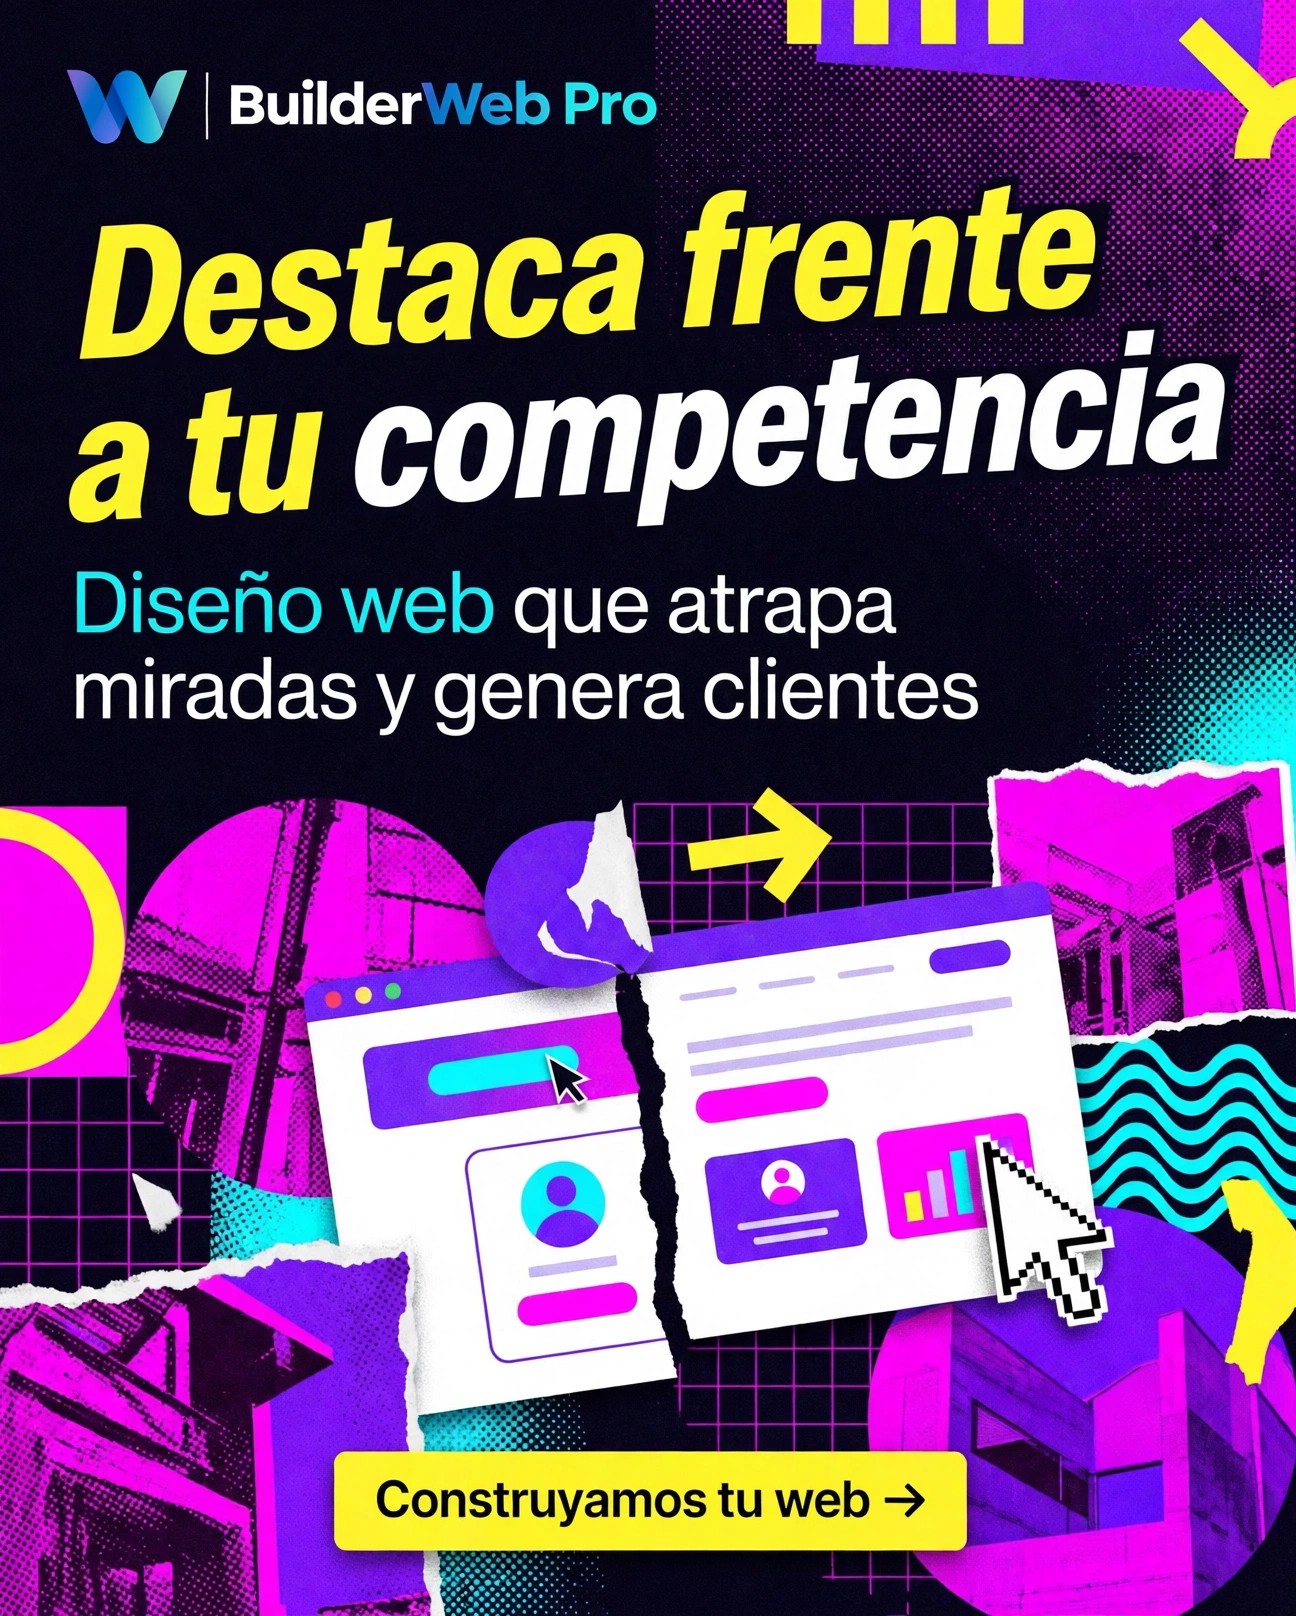 BuilderWeb Pro
Destaca frente
a tu competencia
Diseño web que atrapa
miradas y genera clientes
Construyamos tu web →